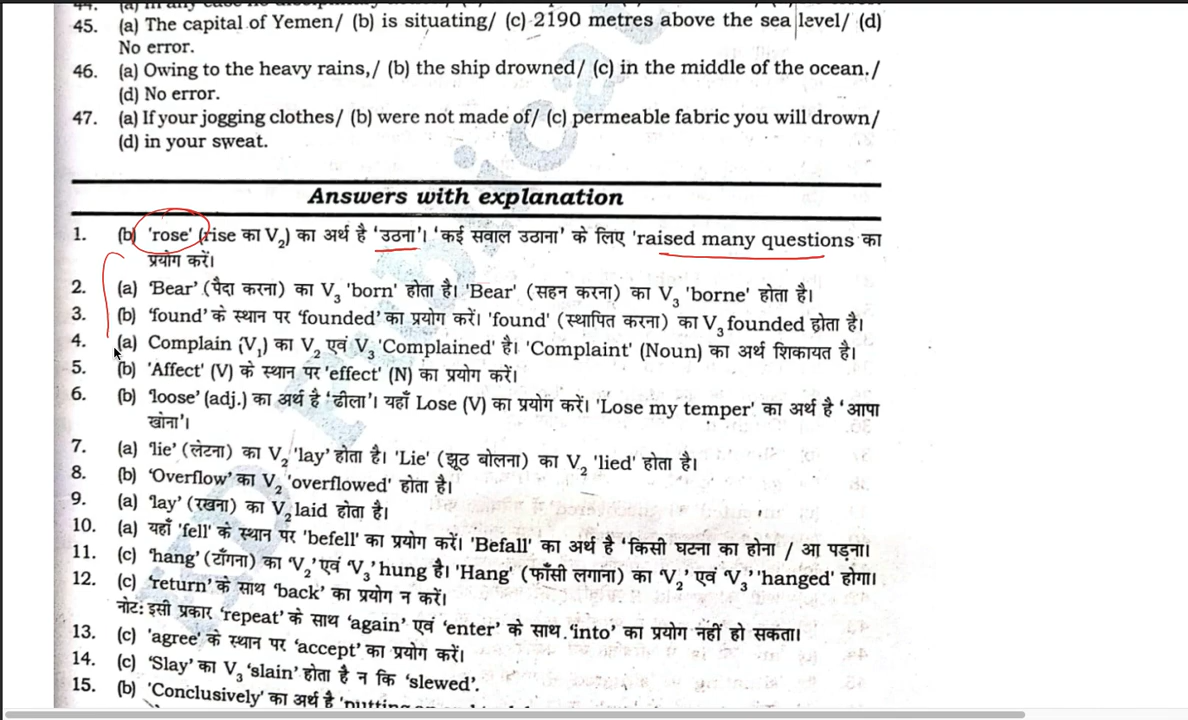 45. (a) The capital of Yemen/ (b) is situating/ (c) 2190 metres above the sea level/ (d)
No error.
46. (a) Owing to the heavy rains,/ (b) the ship drowned/ (c) in the middle of the ocean./
(d) No error.
47. (a) If your jogging clothes/ (b) were not made of/ (c) permeable fabric you will drown/
(d) in your sweat.
Answers with explanation
1. (b) 'rose' (rise का V2) का अर्थ है 'उठना'। 'कई सवाल उठाना' के लिए 'raised many questions का
प्रयोग करें।
2. (a) 'Bear' (पैदा करना) का V3 'born' होता है। 'Bear' (सहन करना) का V3 'borne' होता है।
3. (b) 'found' के स्थान पर 'founded' का प्रयोग करें। 'found' (स्थापित करना) का V3 founded होता है।
4. (a) Complain (V1) का V2 एवं V3 'Complained' है। 'Complaint' (Noun) का अर्थ शिकायत है।
5. (b) 'Affect' (V) के स्थान पर 'effect' (N) का प्रयोग करें।
6. (b) 'loose' (adj.) का अर्थ है 'ढीला'। यहाँ Lose (V) का प्रयोग करें। 'Lose my temper' का अर्थ है 'आपा
खोना'।
7. (a) 'lie' (लेटना) का V2 'lay' होता है। 'Lie' (झूठ बोलना) का V2 'lied' होता है।
8. (b) 'Overflow' का V2 'overflowed' होता है।
9. (a) 'lay' (रखना) का V2 laid होता है।
10. (a) यहाँ 'fell' के स्थान पर 'befell' का प्रयोग करें। 'Befall' का अर्थ है 'किसी घटना का होना / आ पड़ना।
11. (c) 'hang' (टाँगना) का 'V2' एवं 'V3' hung है। 'Hang' (फाँसी लगाना) का 'V2' एवं 'V3' 'hanged' होगा।
12. (c) 'return' के साथ 'back' का प्रयोग न करें।
नोट: इसी प्रकार 'repeat' के साथ 'again' एवं 'enter' के साथ 'into' का प्रयोग नहीं हो सकता।
13. (c) 'agree' के स्थान पर 'accept' का प्रयोग करें।
14. (c) 'Slay' का V3 'slain' होता है न कि 'slewed'.
15. (b) 'Conclusively' का अर्थ है 'putting